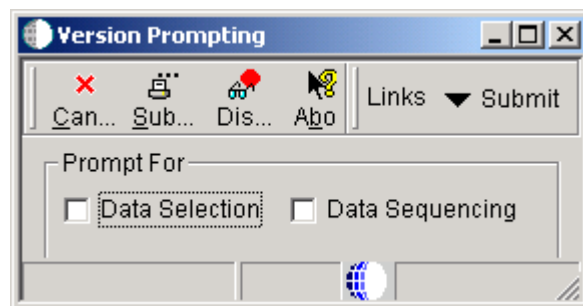 Version Prompting
Can... Sub... Dis... Abo Links Submit
Prompt For
Data Selection Data Sequencing